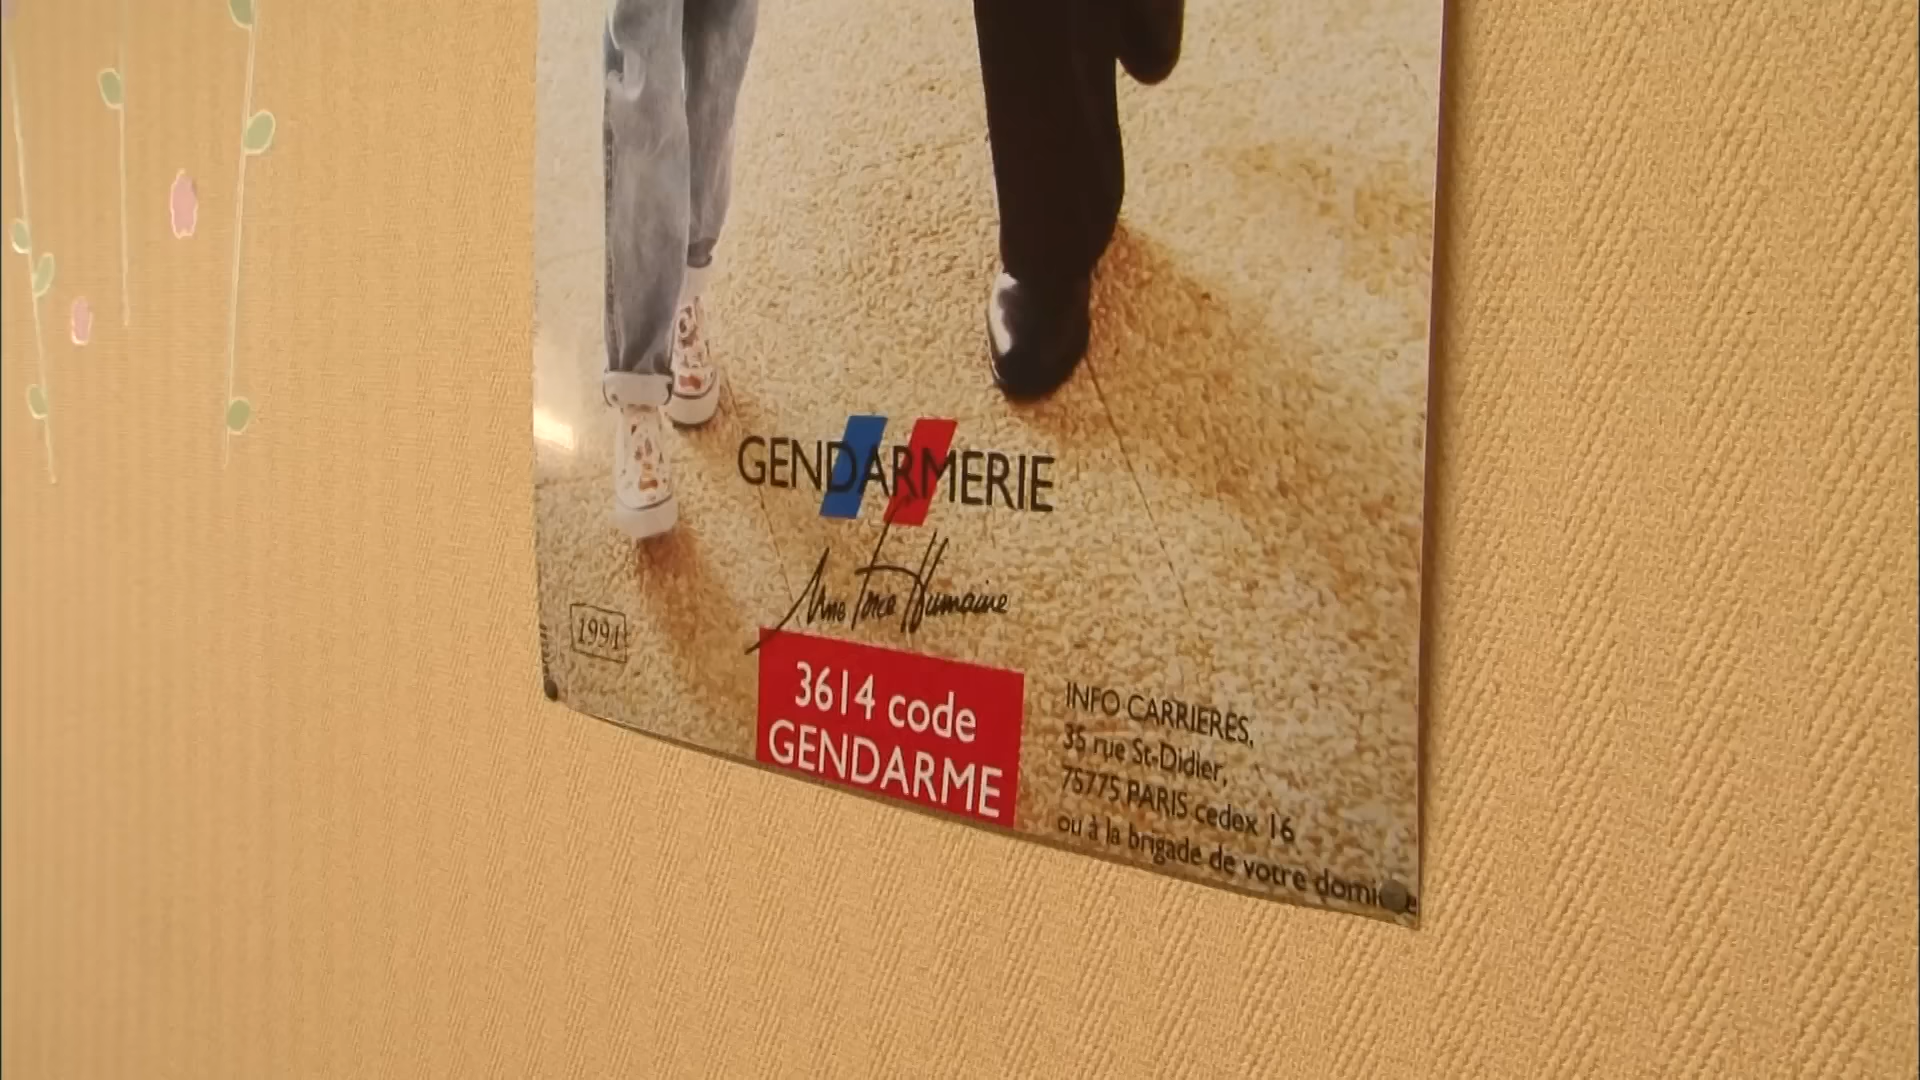 GENDARMERIE
Une Force Humaine
1994
3614 code
GENDARME
INFO CARRIERES,
35 rue St-Didier,
75775 PARIS cedex 16
ou à la brigade de votre